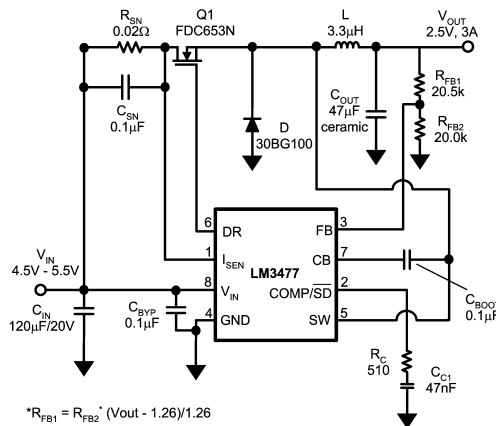 R_SN
0.02Ω
Q1
FDC653N
L
3.3μH
V_OUT
2.5V, 3A
C_SN
0.1μF
D
30BG100
C_OUT
47μF
ceramic
R_FB1
20.5k
R_FB2
20.0k
6 DR
1 I_SEN
8 V_IN
4 GND
LM3477
FB 3
CB 7
COMP/SD 2
SW 5
V_IN
4.5V - 5.5V
C_IN
120μF/20V
C_BYP
0.1μF
C_BOOT
0.1μF
R_C
510
C_C1
47nF
*R_FB1 = R_FB2* (Vout - 1.26)/1.26